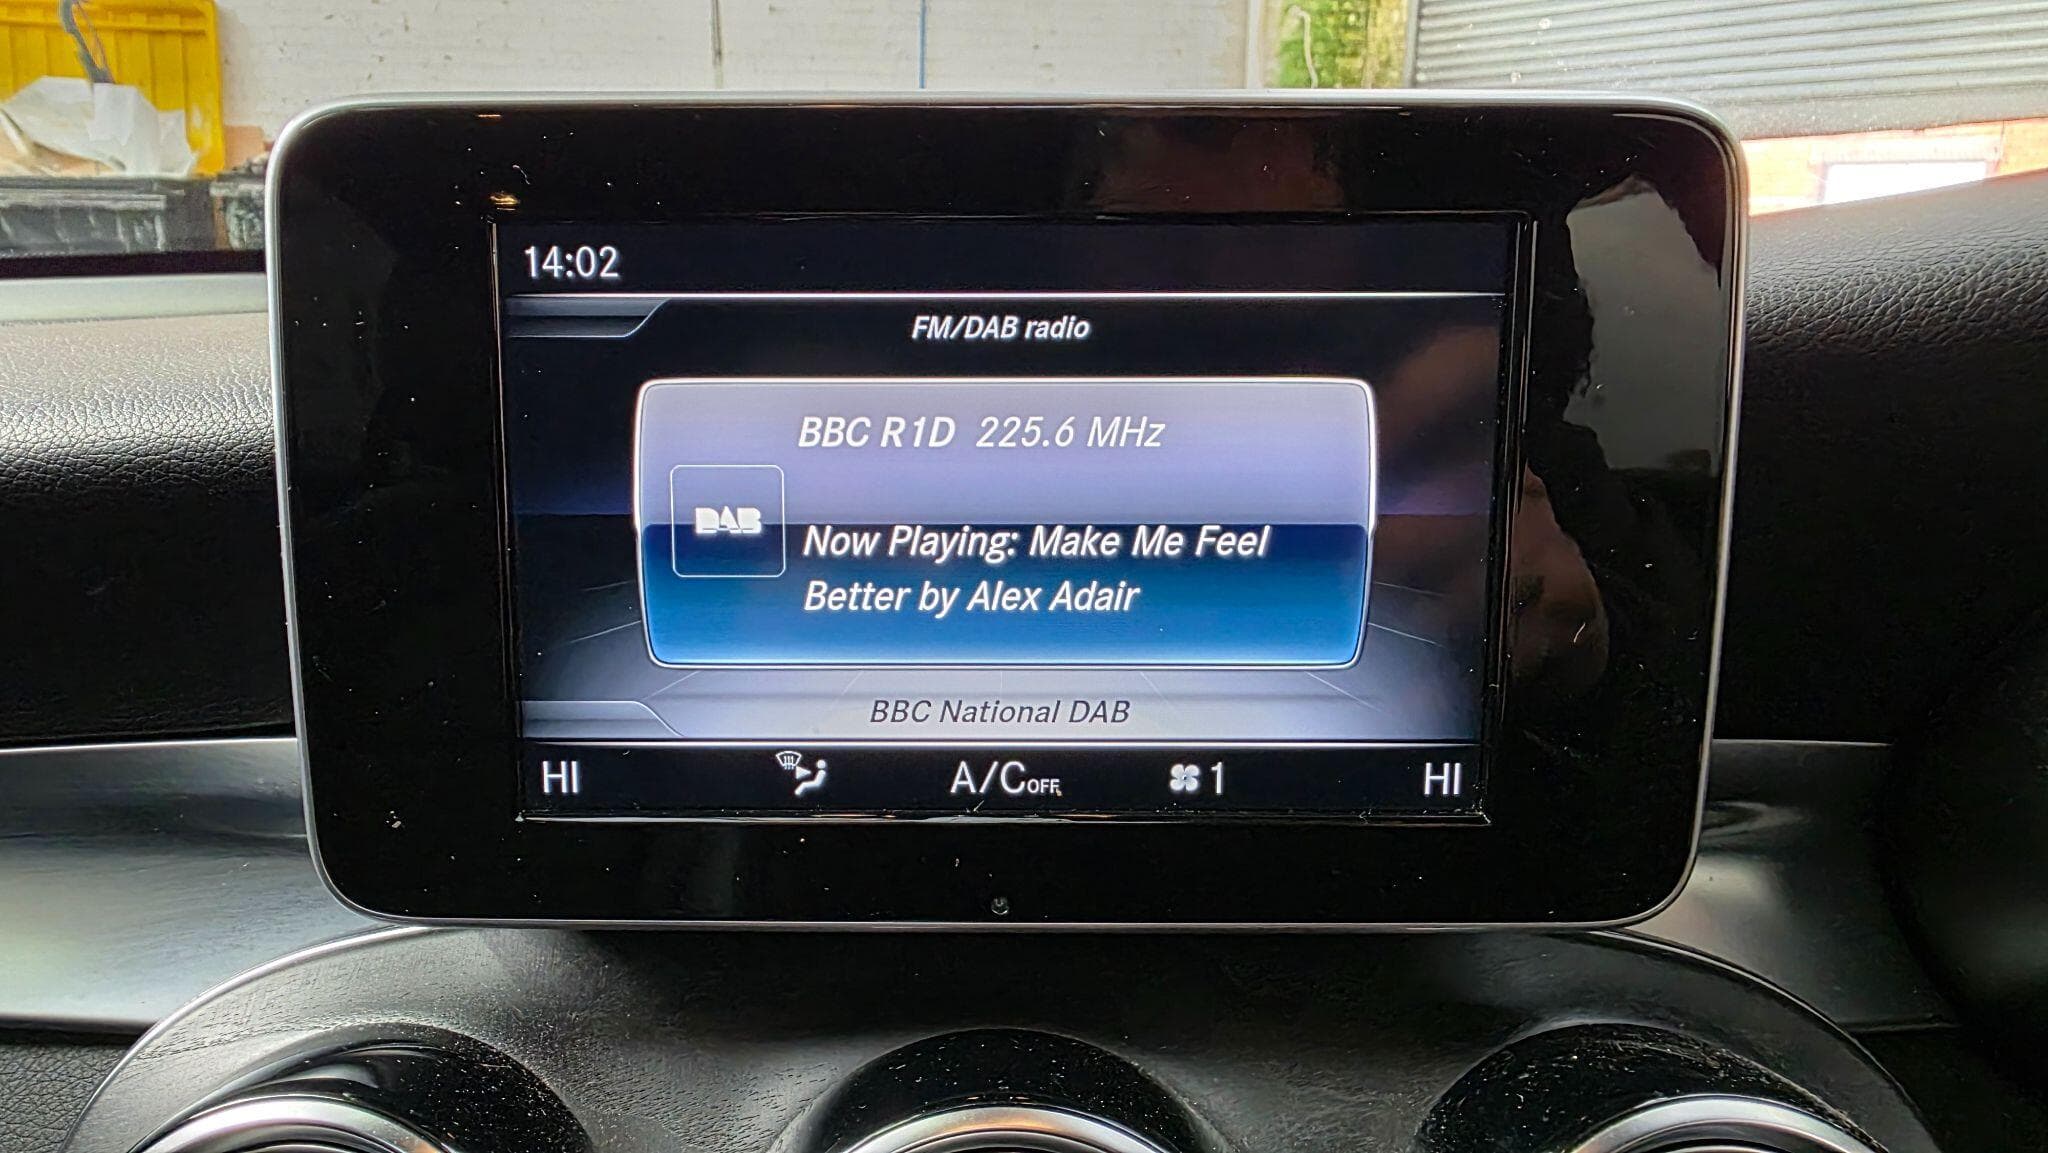 14:02
FM/DAB radio
BBC R1D 225.6 MHz
DAB
Now Playing: Make Me Feel
Better by Alex Adair
BBC National DAB
HI A/C OFF 1 HI